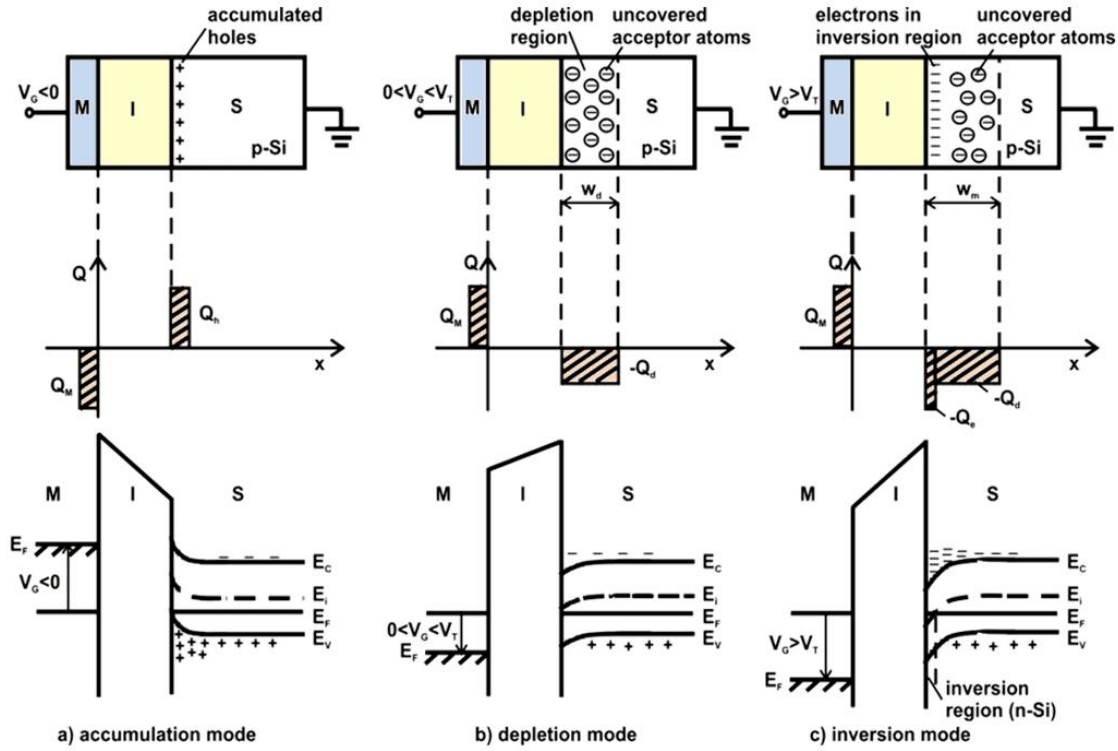 accumulated
holes
V_G<0
M
I
S
p-Si
Q
Q_h
Q_M
x
M
I
S
E_F
V_G<0
E_C
E_i
E_F
E_V
a) accumulation mode
depletion
region
uncovered
acceptor atoms
0<V_G<V_T
M
I
S
p-Si
w_d
Q
Q_M
-Q_d
x
M
I
S
0<V_G<V_T
E_F
E_C
E_i
E_F
E_V
b) depletion mode
electrons in
inversion region
uncovered
acceptor atoms
V_G>V_T
M
I
S
p-Si
w_m
Q
Q_M
x
-Q_d
-Q_e
M
I
S
V_G>V_T
E_F
E_C
E_i
E_F
E_V
inversion
region (n-Si)
c) inversion mode